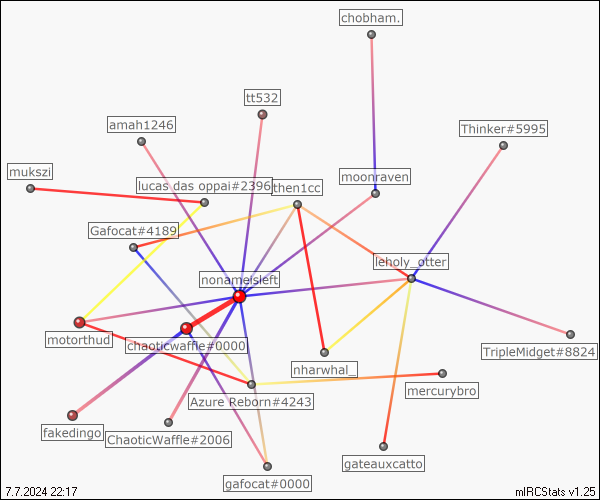 chobham.
tt532
amah1246
Thinker#5995
mukszi
lucas das oppai#2396
then1cc
moonraven
Gafocat#4189
leholy_otter
nonameisleft
motorthud
chaoticwaffle#0000
TripleMidget#8824
nharwhal_
mercurybro
Azure Reborn#4243
fakedingo
ChaoticWaffle#2006
gateauxcatto
gafocat#0000
7.7.2024 22:17
mIRCStats v1.25